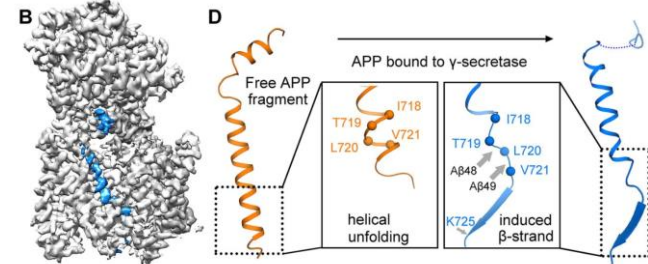 B
D
APP bound to γ-secretase
Free APP
fragment
I718
T719
V721
L720
helical
unfolding
I718
T719
L720
Aβ48
V721
Aβ49
K725
induced
β-strand